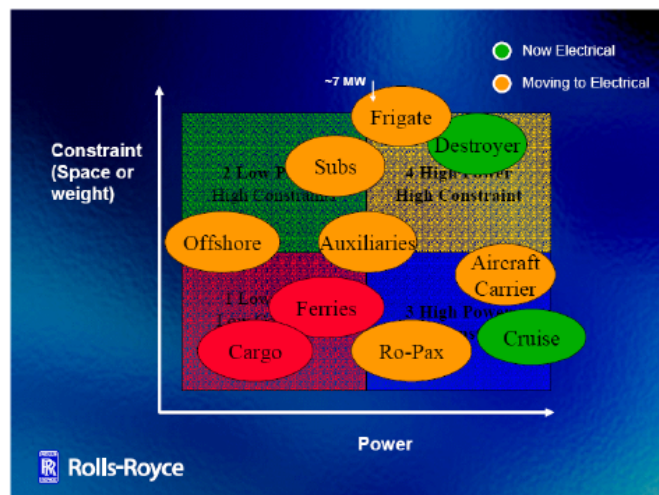 Now Electrical
Moving to Electrical
~7 MW
Constraint
(Space or
weight)
Frigate
Destroyer
Subs
2 Low P
4 High Power
High Constraint
High Constraint
Offshore
Auxiliaries
Aircraft
Carrier
1 Low
Ferries
3 High Power
Cargo
Ro-Pax
Cruise
Power
Rolls-Royce